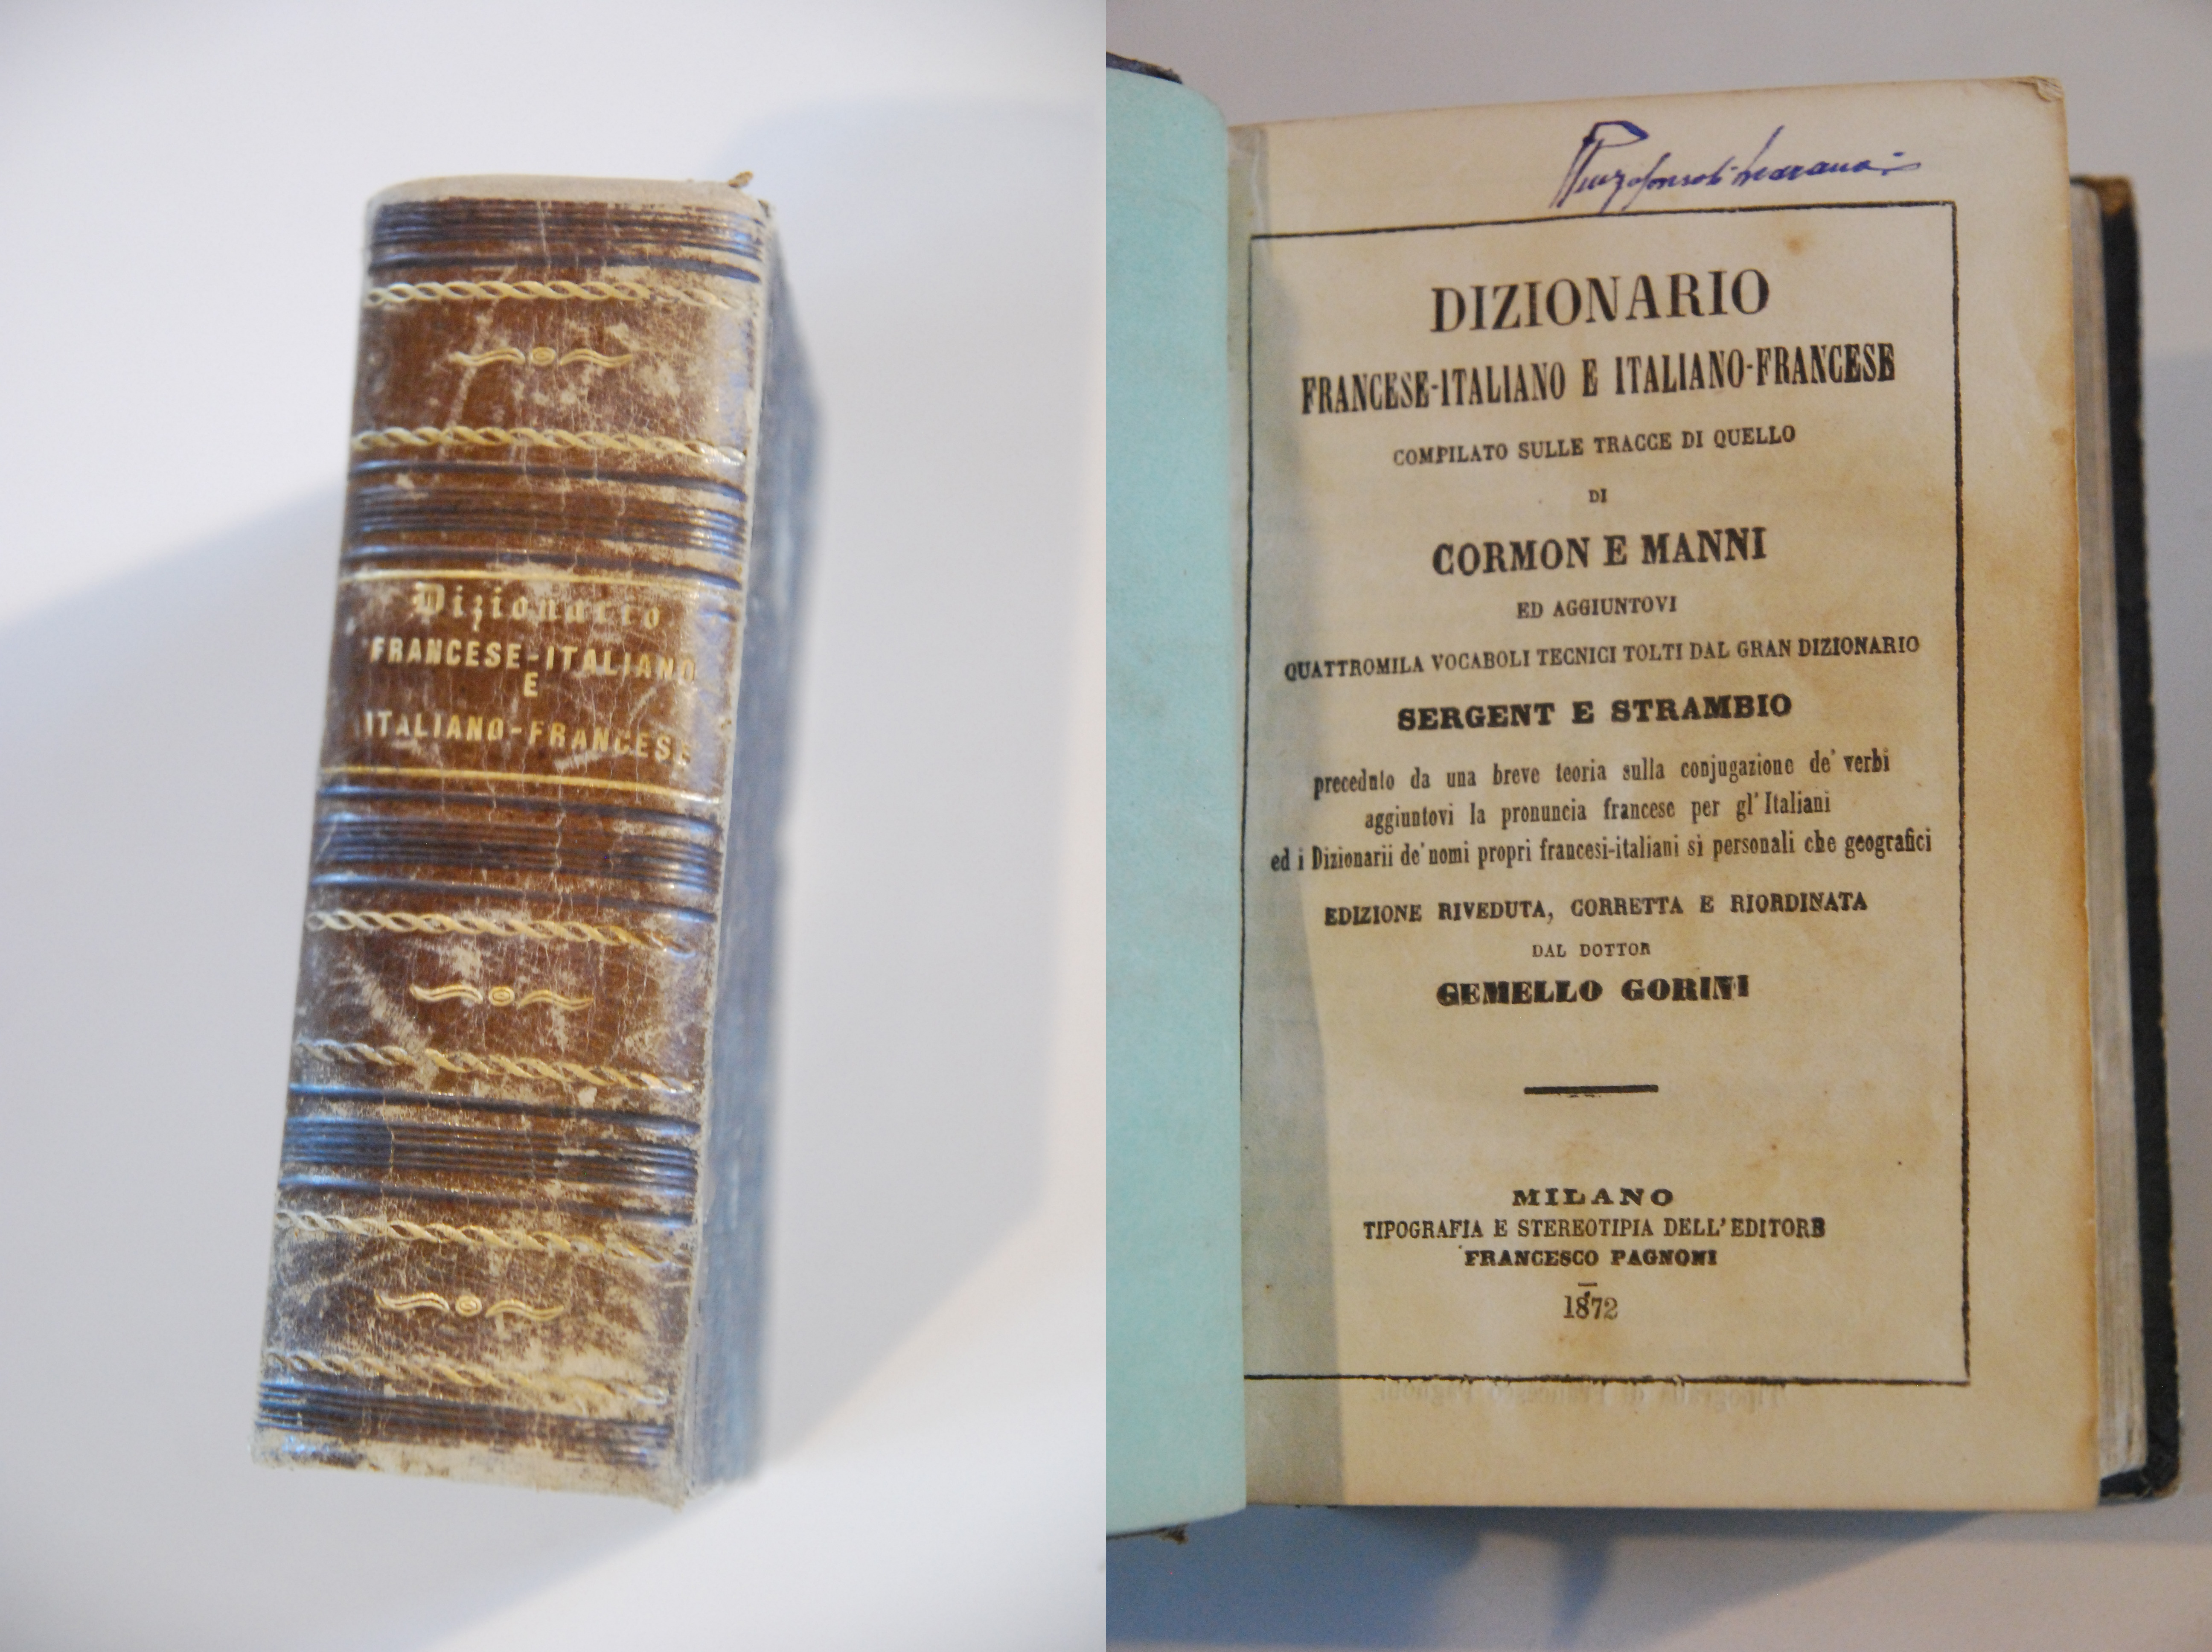 Dizionario
FRANCESE-ITALIANO
E
ITALIANO-FRANCESE
DIZIONARIO
FRANCESE-ITALIANO E ITALIANO-FRANCESE
COMPILATO SULLE TRACCE DI QUELLO
DI
CORMON E MANNI
ED AGGIUNTOVI
QUATTROMILA VOCABOLI TECNICI TOLTI DAL GRAN DIZIONARIO
SERGENT E STRAMBIO
preceduto da una breve teoria sulla conjugazione de' verbi
aggiuntovi la pronuncia francese per gl' Italiani
ed i Dizionarii de' nomi propri francesi-italiani sì personali che geografici
EDIZIONE RIVEDUTA, CORRETTA E RIORDINATA
DAL DOTTOR
GEMELLO GORINI
MILANO
TIPOGRAFIA E STEREOTIPIA DELL' EDITORE
FRANCESCO PAGNONI
1872